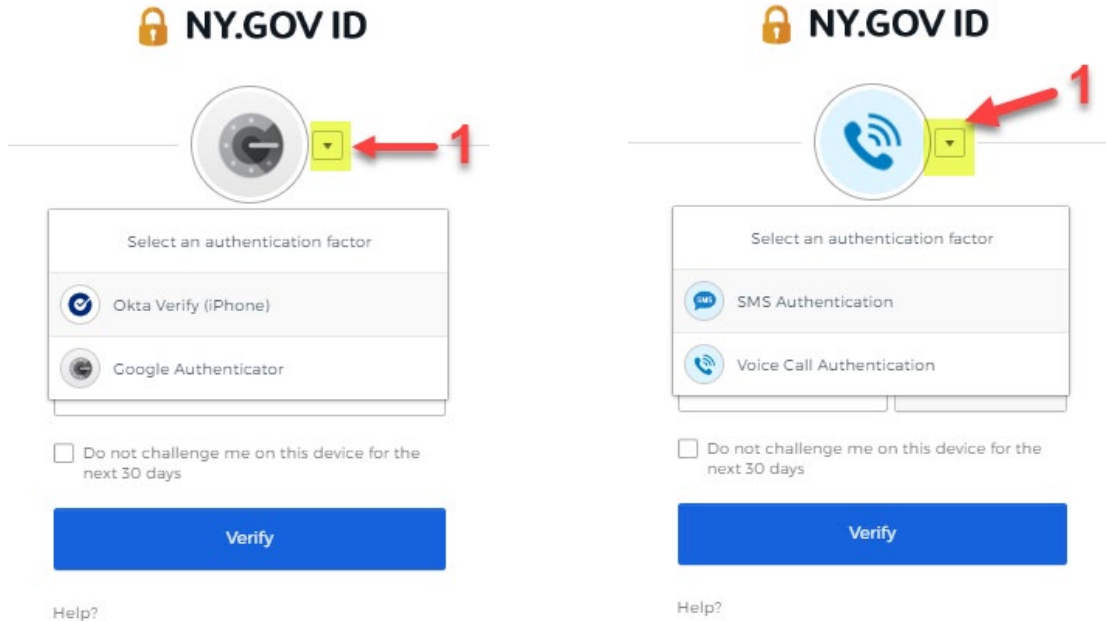 NY.GOV ID
1
Select an authentication factor
Okta Verify (iPhone)
Google Authenticator
Do not challenge me on this device for the
next 30 days
Verify
Help?
NY.GOV ID
1
Select an authentication factor
SMS
SMS Authentication
Voice Call Authentication
Do not challenge me on this device for the
next 30 days
Verify
Help?